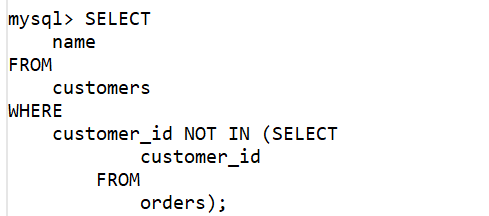 mysql> SELECT
    name
FROM
    customers
WHERE
    customer_id NOT IN (SELECT
            customer_id
        FROM
            orders);